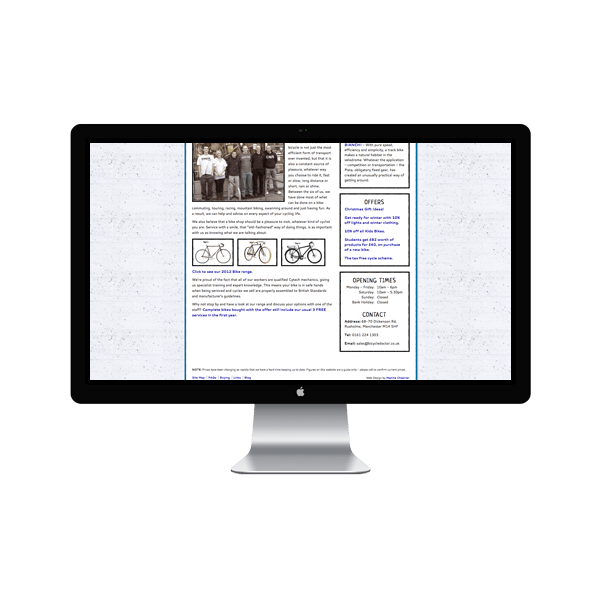 bicycle is not just the most
efficient form of transport
ever invented, but that it is
also a constant source of
pleasure, whatever way
you choose to ride it, fast
or slow, long distance or
short, rain or shine.
Between the six of us, we
have done most of what
can be done on a bike
commuting, touring, racing, mountain biking, swanning around and just having fun. As
a result, we can help and advise on every aspect of your cycling life.
We also believe that a bike shop should be a pleasure to visit, whatever kind of cyclist
you are. Service with a smile, that "old-fashioned" way of doing things, is as important
with us as knowing what we are talking about.
Click to see our 2012 Bike range.
We're proud of the fact that all of our workers are qualified Cytech mechanics, giving
us specialist training and expert knowledge. This means your bike is in safe hands
when being serviced and cycles we sell are properly assembled to British Standards
and manufacturer's guidelines.
Why not stop by and have a look at our range and discuss your options with one of the
staff? Complete bikes bought with the offer still include our usual 3 FREE
services in the first year.
BIANCHI - With pure speed,
efficiency and simplicity, a track bike
makes a natural habitat in the
velodrome. Whatever the application
- competition or transportation - the
Pista, obligatory fixed gear, has
created an unusually practical way of
getting around.
OFFERS
Christmas Gift Ideas!
Get ready for winter with 10%
off lights and winter clothing.
10% off all Kids Bikes.
Students get £92 worth of
products for £40, on purchase
of a new bike.
The tax free cycle scheme.
OPENING TIMES
Monday - Friday: 10am - 6pm
Saturday: 10am - 5.30pm
Sunday: Closed
Bank Holiday: Closed
CONTACT
Address: 68-70 Dickenson Rd,
Rusholme, Manchester M14 5HF
Tel: 0161 224 1303
Email: sales@bicycledoctor.co.uk
NOTE: Prices have been changing so rapidly that we have a hard time keeping up to date. Figures on this website are a guide only - please call to confirm current prices.
Site Map | FAQs | Buying | Links | Blog
Web Design by